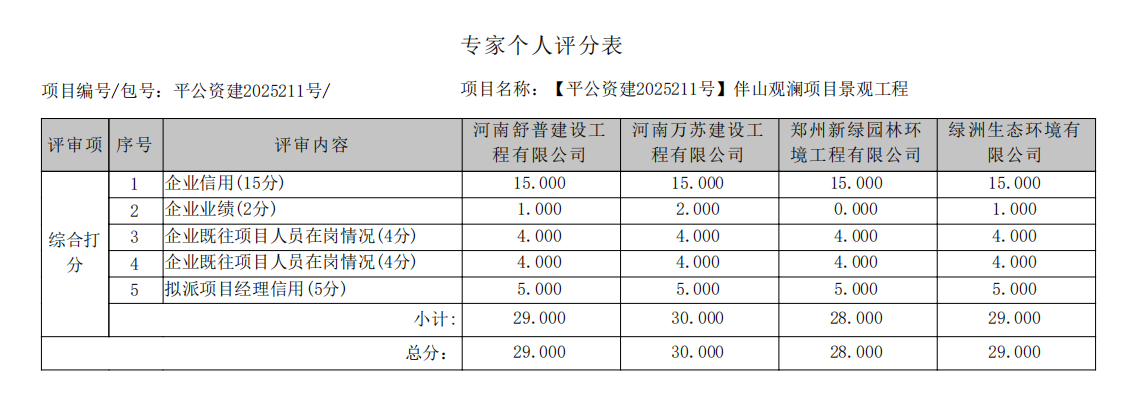 专家个人评分表
项目编号/包号：平公资建2025211号/ 项目名称：【平公资建2025211号】伴山观澜项目景观工程
评审项 序号 评审内容 河南舒普建设工程有限公司 河南万苏建设工程有限公司 郑州新绿园林环境工程有限公司 绿洲生态环境有限公司
综合打分
1 企业信用(15分) 15.000 15.000 15.000 15.000
2 企业业绩(2分) 1.000 2.000 0.000 1.000
3 企业既往项目人员在岗情况(4分) 4.000 4.000 4.000 4.000
4 企业既往项目人员在岗情况(4分) 4.000 4.000 4.000 4.000
5 拟派项目经理信用(5分) 5.000 5.000 5.000 5.000
小计: 29.000 30.000 28.000 29.000
总分: 29.000 30.000 28.000 29.000